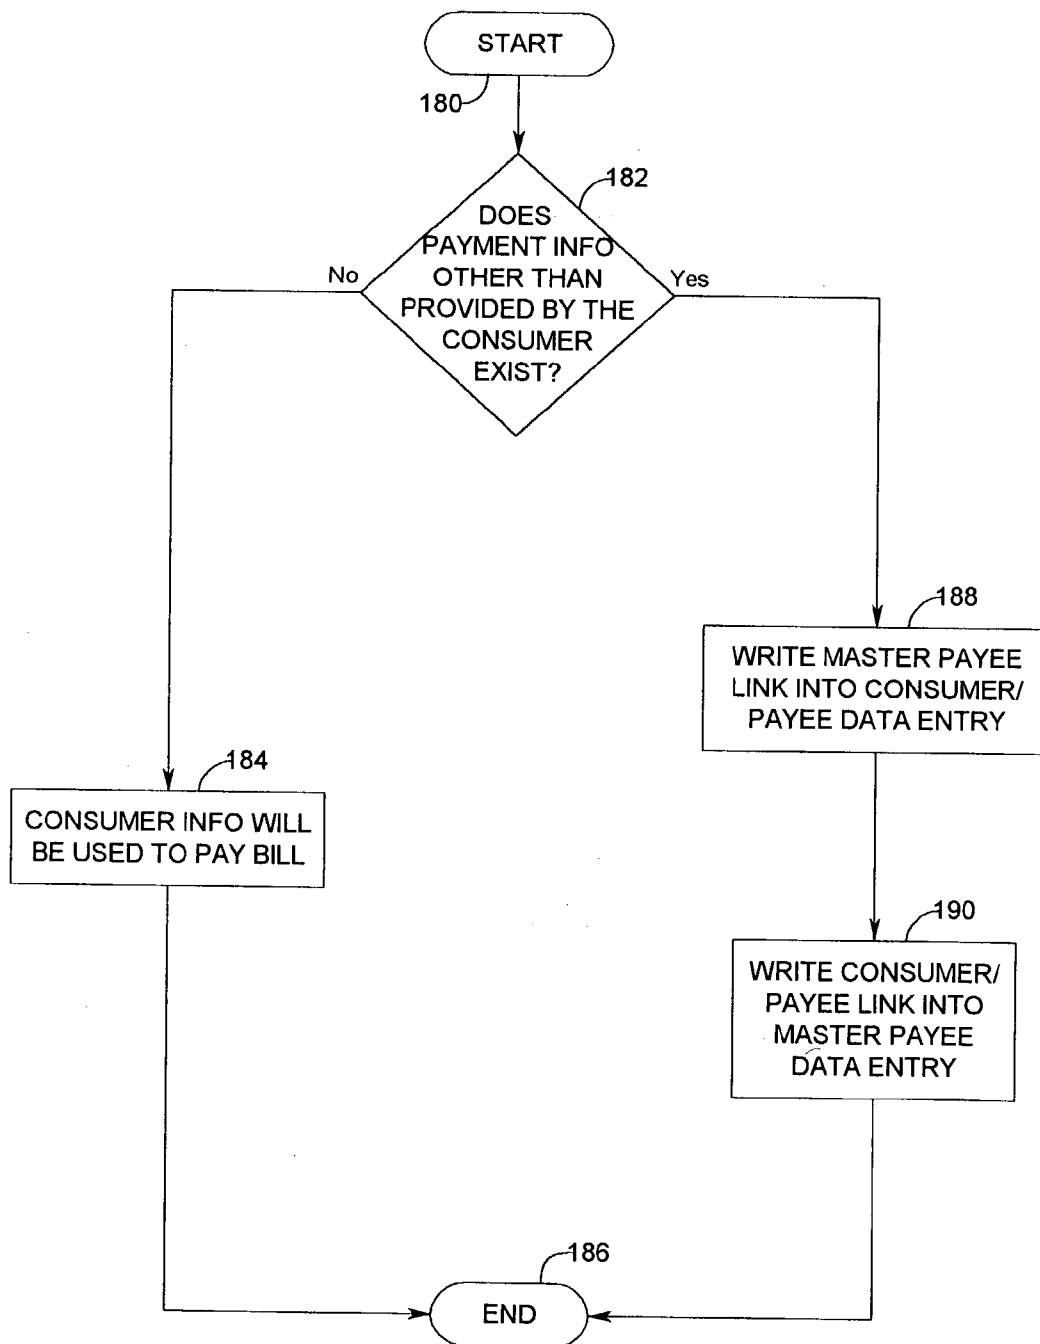 START
180
182
DOES
PAYMENT INFO
OTHER THAN
PROVIDED BY THE
CONSUMER
EXIST?
No
Yes
188
WRITE MASTER PAYEE
LINK INTO CONSUMER/
PAYEE DATA ENTRY
184
CONSUMER INFO WILL
BE USED TO PAY BILL
190
WRITE CONSUMER/
PAYEE LINK INTO
MASTER PAYEE
DATA ENTRY
186
END